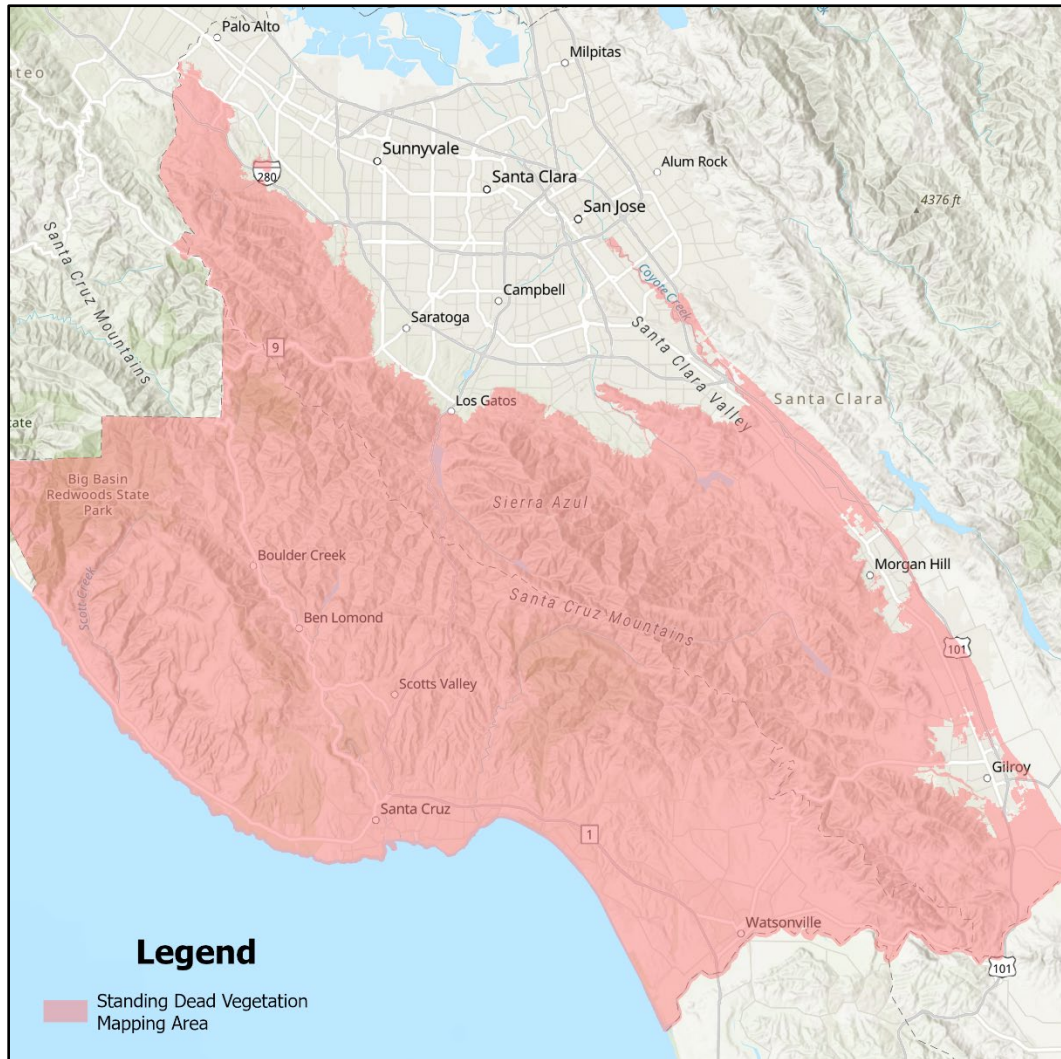 Palo Alto
Milpitas
ateo
Sunnyvale
Alum Rock
280
Santa Clara
4376 ft
San Jose
Santa Cruz Mountains
Coyote Creek
Campbell
Saratoga
Santa Clara Valley
9
Santa Clara
Los Gatos
tate
Big Basin
Redwoods State
Park
Sierra Azul
Boulder Creek
Morgan Hill
Scott Creek
Santa Cruz Mountains
Ben Lomond
101
Scotts Valley
Gilroy
Santa Cruz
1
Watsonville
101
Legend
Standing Dead Vegetation
Mapping Area